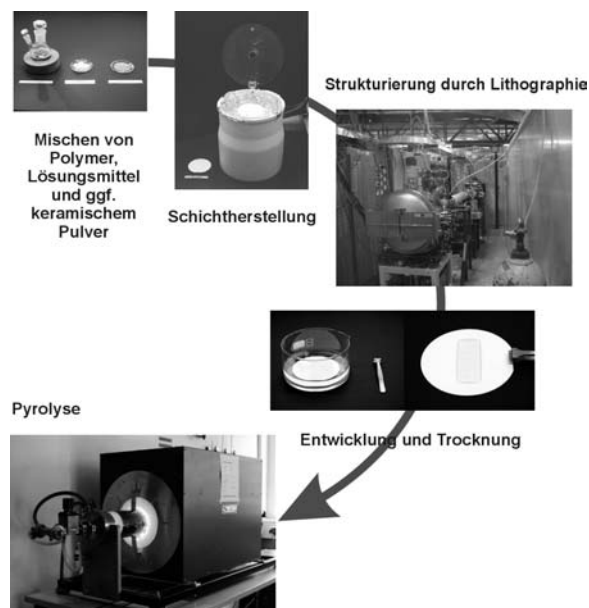 Mischen von
Polymer,
Lösungsmittel
und ggf.
keramischem
Pulver
Schichtherstellung
Strukturierung durch Lithographie
Entwicklung und Trocknung
Pyrolyse